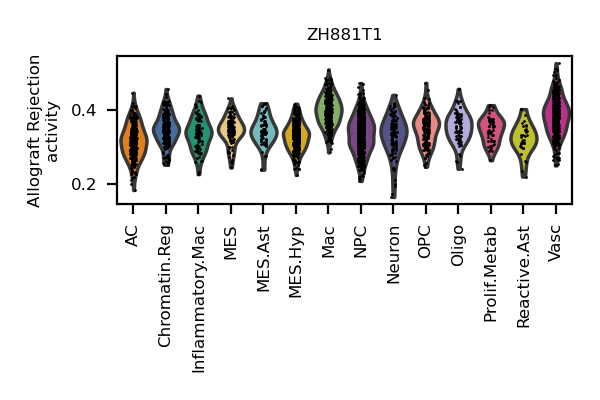 ZH881T1
Allograft Rejection
activity
0.4
0.2
AC
Chromatin.Reg
Inflammatory.Mac
MES
MES.Ast
MES.Hyp
Mac
NPC
Neuron
OPC
Oligo
Prolif.Metab
Reactive.Ast
Vasc